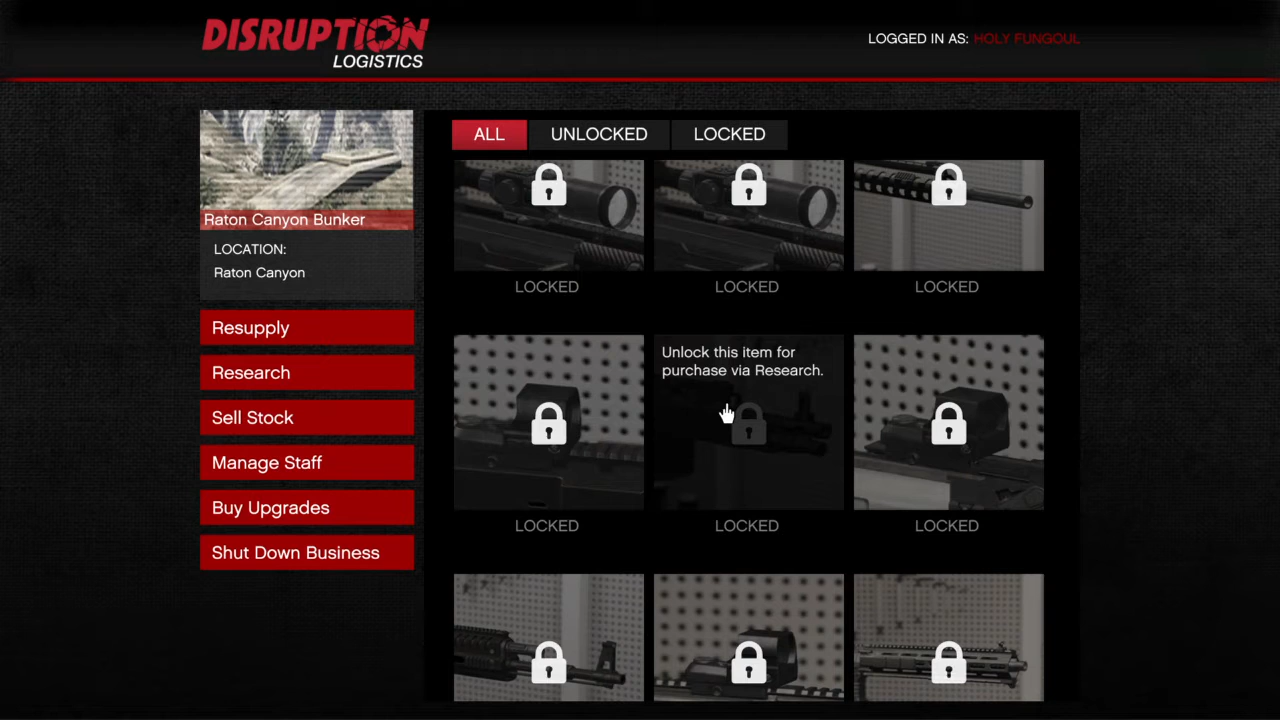 DISRUPTION
LOGISTICS
LOGGED IN AS: HOLY FUNGOUL
Raton Canyon Bunker
LOCATION:
Raton Canyon
Resupply
Research
Sell Stock
Manage Staff
Buy Upgrades
Shut Down Business
ALL UNLOCKED LOCKED
LOCKED LOCKED LOCKED
Unlock this item for
purchase via Research.
LOCKED LOCKED LOCKED